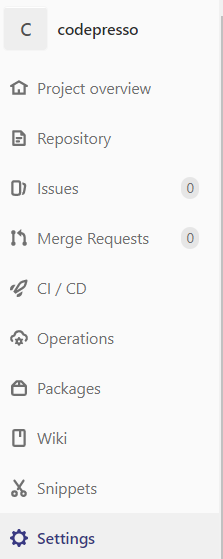 C codepresso
Project overview
Repository
Issues 0
Merge Requests 0
CI / CD
Operations
Packages
Wiki
Snippets
Settings